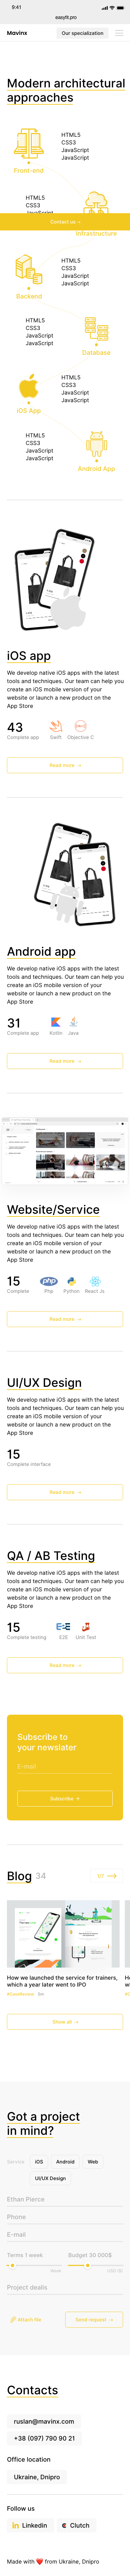 9:41
easyfit.pro
Mavinx
Our specialization
Modern architectural
approaches
HTML5
CSS3
JavaScript
JavaScript
Front-end
HTML5
CSS3
JavaScript
Contact us
Infrastructure
HTML5
CSS3
JavaScript
JavaScript
Backend
HTML5
CSS3
JavaScript
JavaScript
Database
HTML5
CSS3
JavaScript
JavaScript
iOS App
HTML5
CSS3
JavaScript
JavaScript
Android App
iOS app
We develop native iOS apps with the latest
tools and techniques. Our team can help you
create an iOS mobile version of your
website or launch a new product on the
App Store
43
Complete app
Swift
Objective C
Read more →
Android app
We develop native iOS apps with the latest
tools and techniques. Our team can help you
create an iOS mobile version of your
website or launch a new product on the
App Store
31
Complete app
Kotlin
Java
Read more →
Website/Service
We develop native iOS apps with the latest
tools and techniques. Our team can help you
create an iOS mobile version of your
website or launch a new product on the
App Store
15
Complete
php
Php
Python
React Js
Read more →
UI/UX Design
We develop native iOS apps with the latest
tools and techniques. Our team can help you
create an iOS mobile version of your
website or launch a new product on the
App Store
15
Complete interface
Read more →
QA / AB Testing
We develop native iOS apps with the latest
tools and techniques. Our team can help you
create an iOS mobile version of your
website or launch a new product on the
App Store
15
Complete testing
E2E
Unit Test
Read more →
Subscribe to
your newslater
E-mail
Subscribe →
Blog 34
1/7
How we launched the service for trainers,
which a year later went to IPO
Show all →
Got a project
in mind?
Service
iOS
Android
Web
UI/UX Design
Ethan Pierce
Phone
E-mail
Terms 1 week
Budget 30 000$
Week
USD ($)
Project deails
Attach file
Send request →
Contacts
ruslan@mavinx.com
+38 (097) 790 90 21
Office location
Ukraine, Dnipro
Follow us
in Linkedin
Clutch
Made with ❤️ from Ukraine, Dnipro